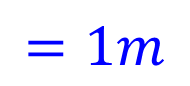 = 1m